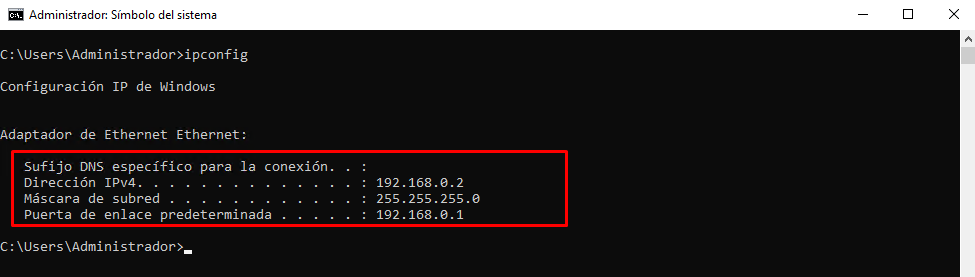 Administrador: Símbolo del sistema
C:\Users\Administrador>ipconfig
Configuración IP de Windows
Adaptador de Ethernet Ethernet:
Sufijo DNS específico para la conexión. . :
Dirección IPv4. . . . . . . . . . . . . . : 192.168.0.2
Máscara de subred . . . . . . . . . . . . : 255.255.255.0
Puerta de enlace predeterminada . . . . . : 192.168.0.1
C:\Users\Administrador>